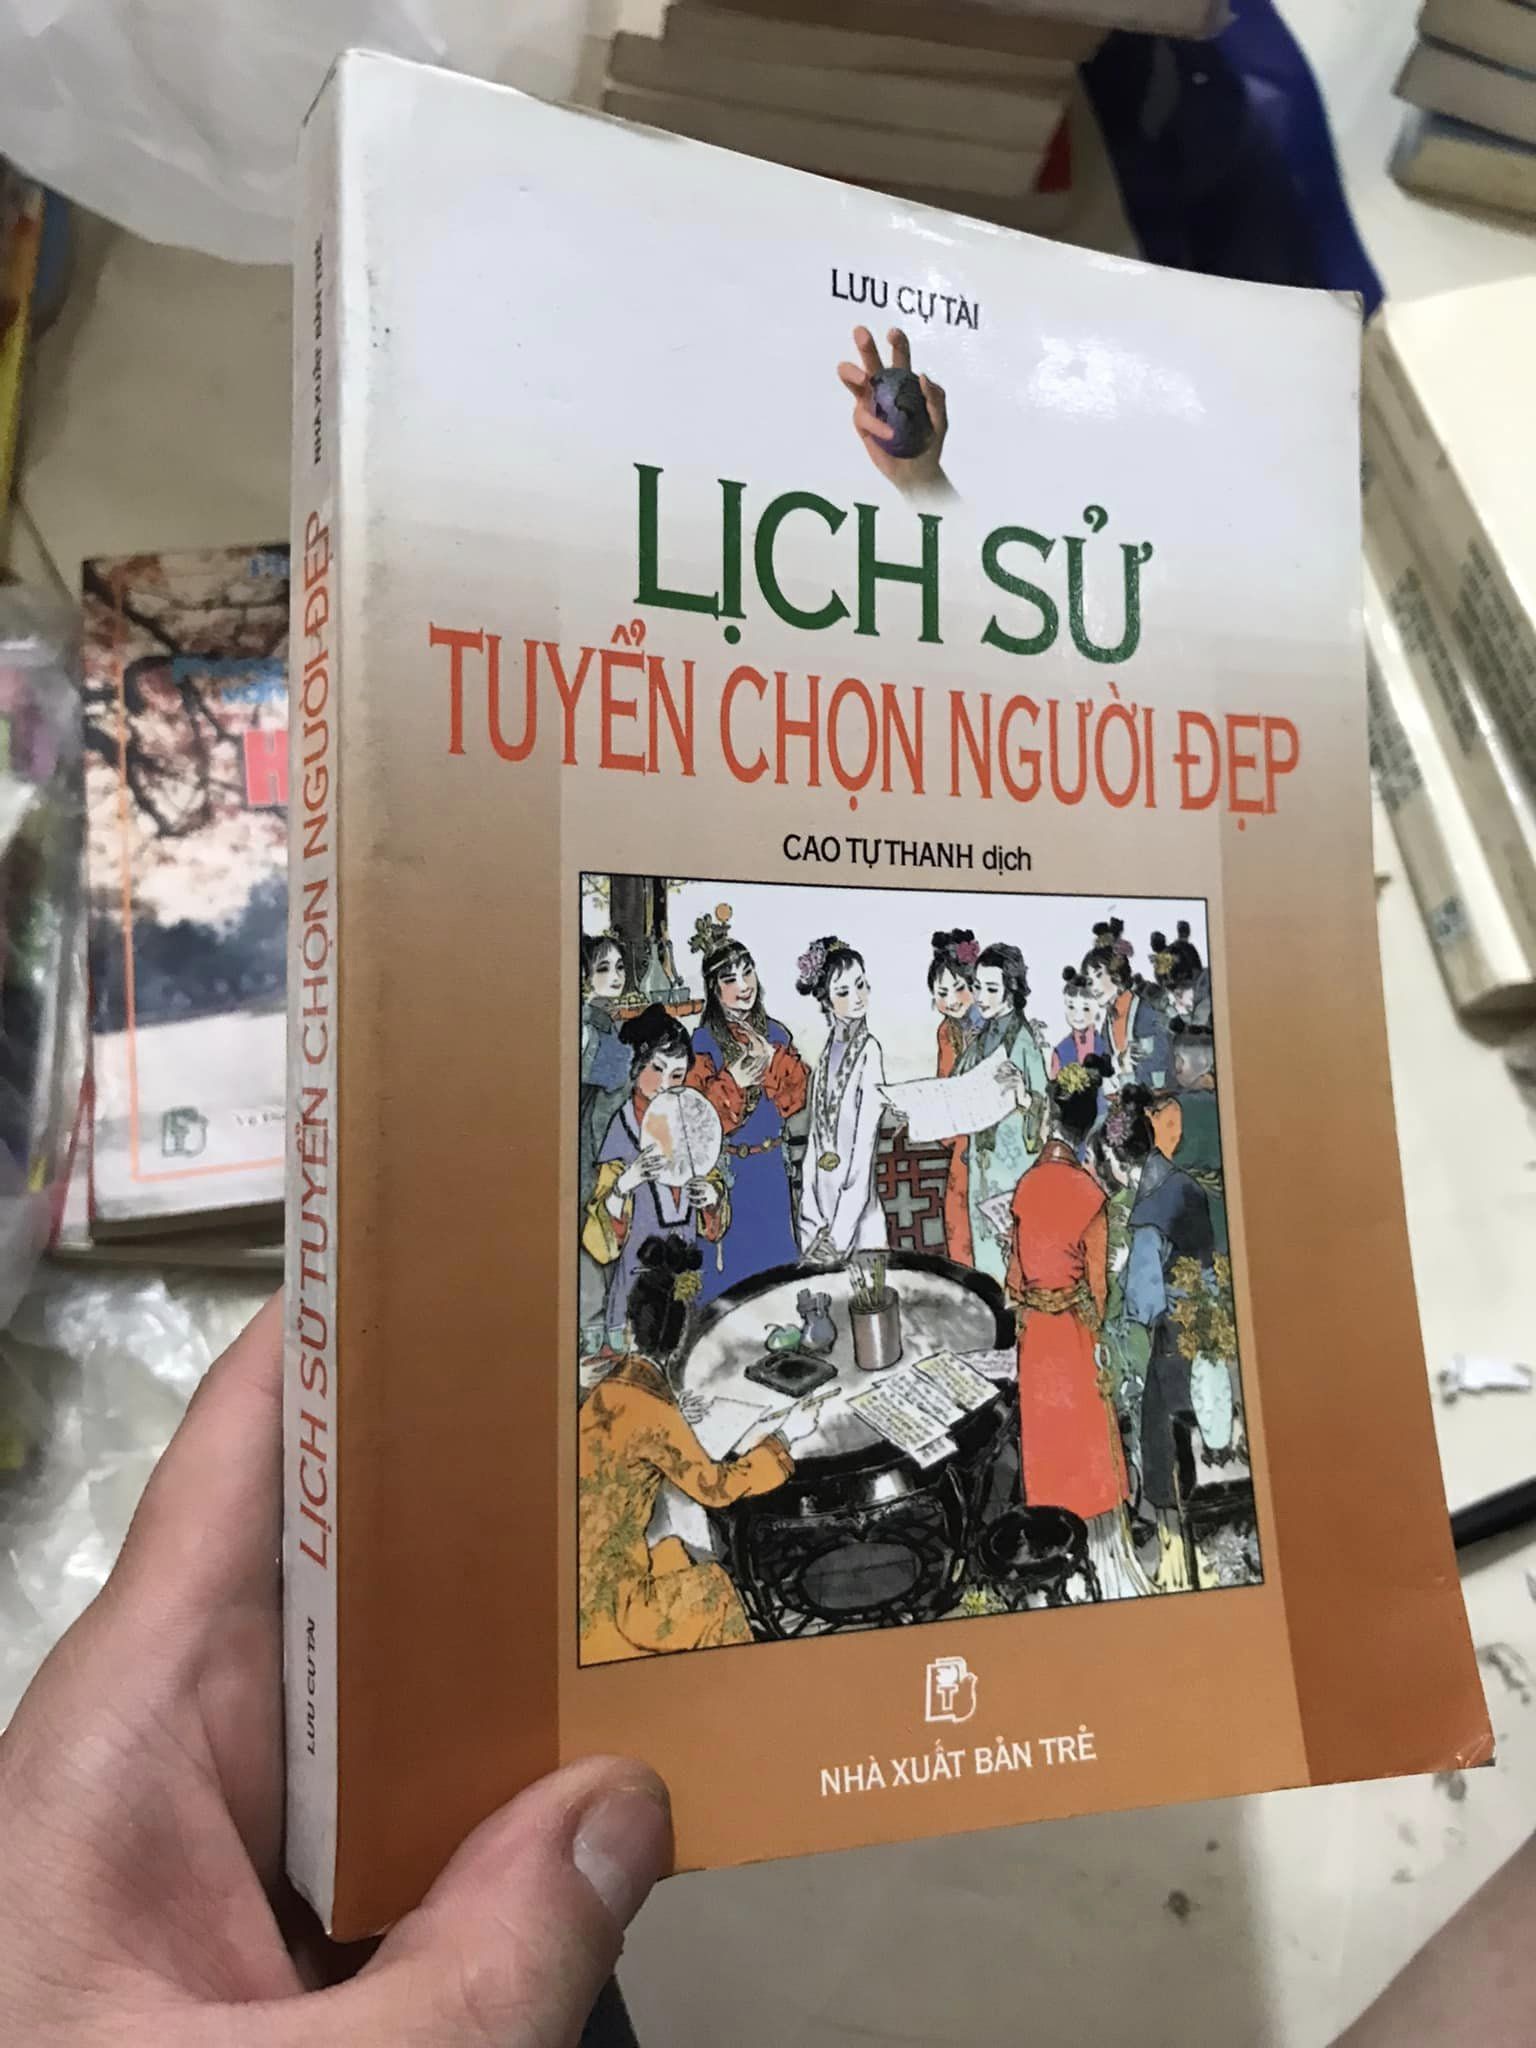 LƯU CỰ TÀI
LỊCH SỬ
TUYỂN CHỌN NGƯỜI ĐẸP
CAO TỰ THANH dịch
T
NHÀ XUẤT BẢN TRẺ
LƯU CỰ TÀI LỊCH SỬ TUYỂN CHỌN NGƯỜI ĐẸP NHÀ XUẤT BẢN TRẺ
H